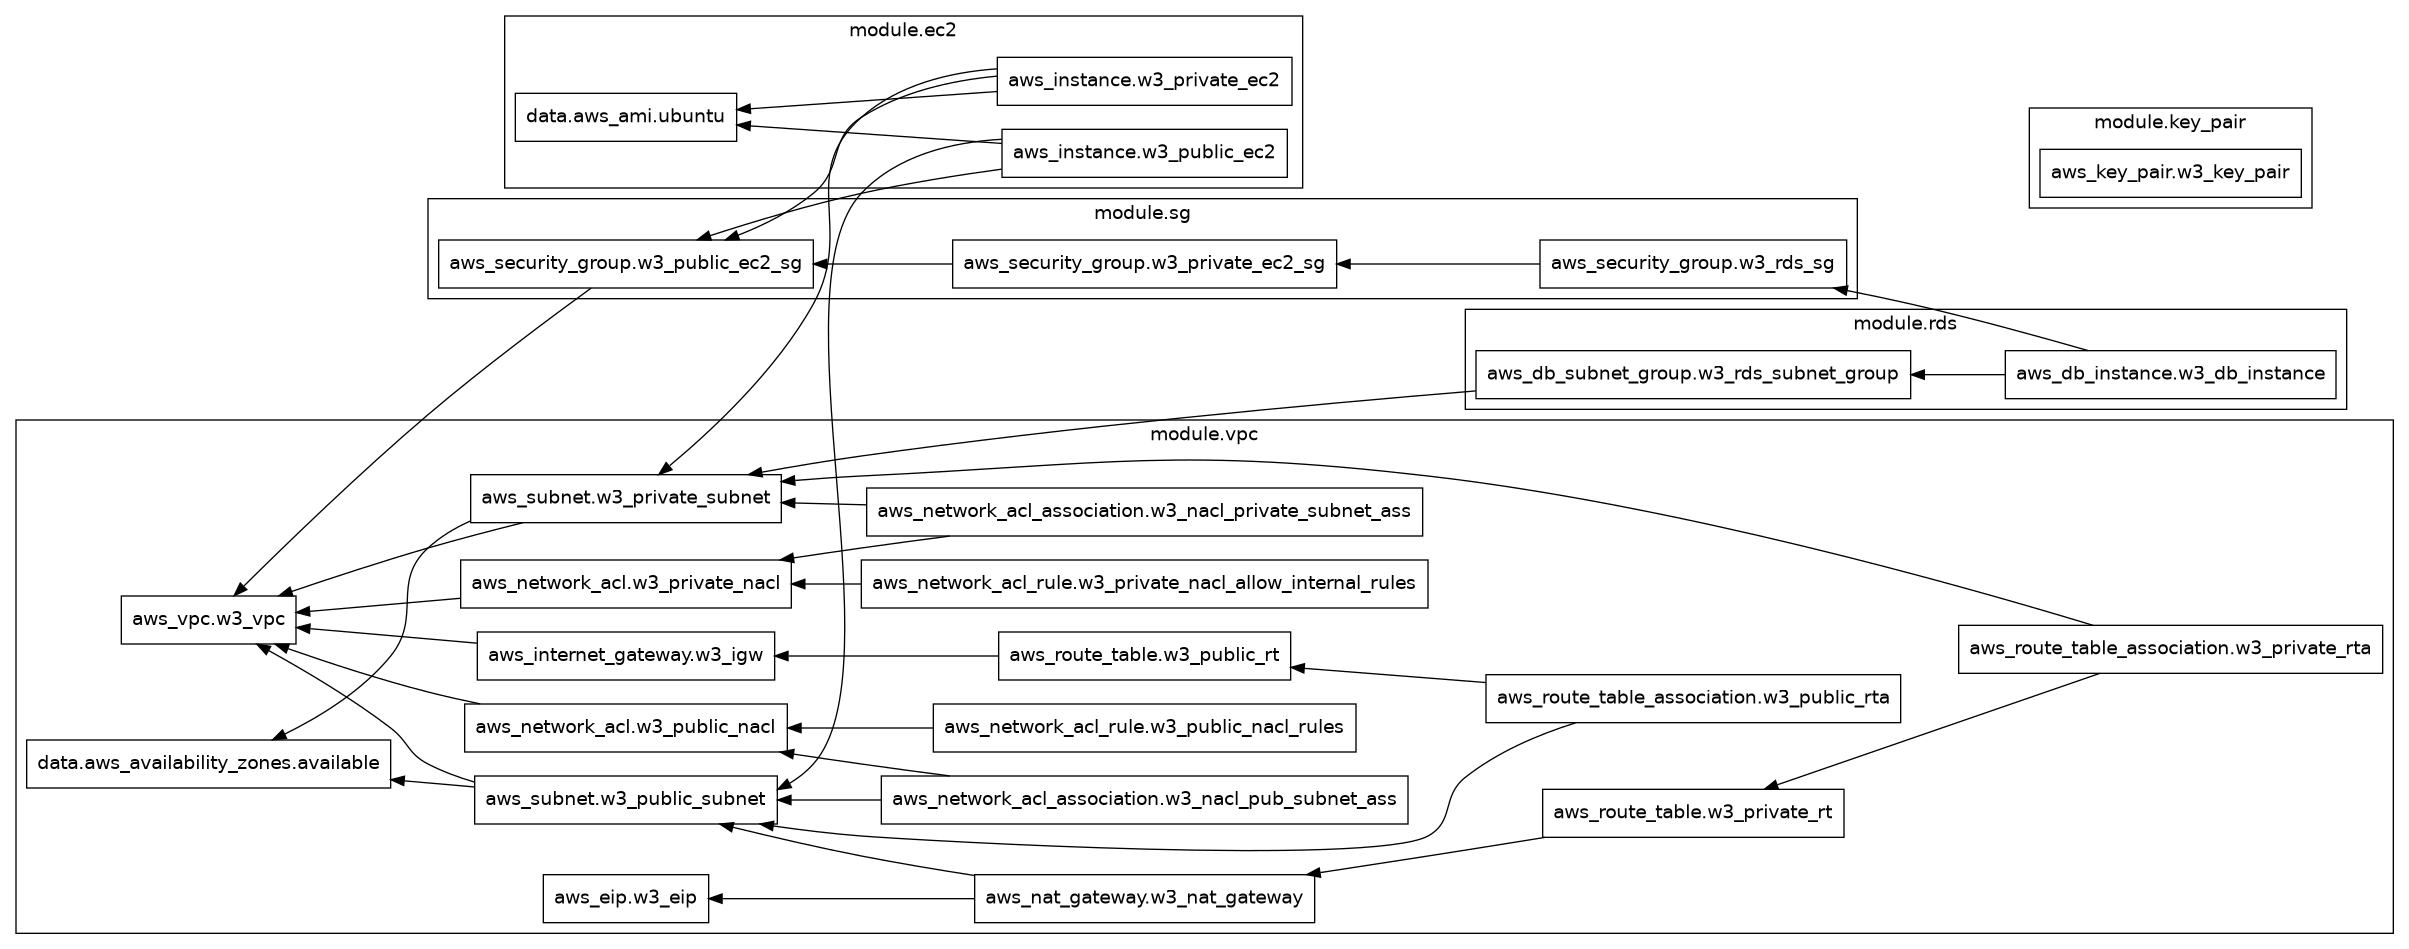 module.ec2
aws_instance.w3_private_ec2
data.aws_ami.ubuntu
aws_instance.w3_public_ec2
module.key_pair
aws_key_pair.w3_key_pair
module.sg
aws_security_group.w3_public_ec2_sg
aws_security_group.w3_private_ec2_sg
aws_security_group.w3_rds_sg
module.rds
aws_db_subnet_group.w3_rds_subnet_group
aws_db_instance.w3_db_instance
module.vpc
aws_subnet.w3_private_subnet
aws_network_acl_association.w3_nacl_private_subnet_ass
aws_network_acl.w3_private_nacl
aws_network_acl_rule.w3_private_nacl_allow_internal_rules
aws_vpc.w3_vpc
aws_internet_gateway.w3_igw
aws_route_table.w3_public_rt
aws_route_table_association.w3_private_rta
aws_route_table_association.w3_public_rta
aws_network_acl.w3_public_nacl
aws_network_acl_rule.w3_public_nacl_rules
data.aws_availability_zones.available
aws_subnet.w3_public_subnet
aws_network_acl_association.w3_nacl_pub_subnet_ass
aws_route_table.w3_private_rt
aws_eip.w3_eip
aws_nat_gateway.w3_nat_gateway